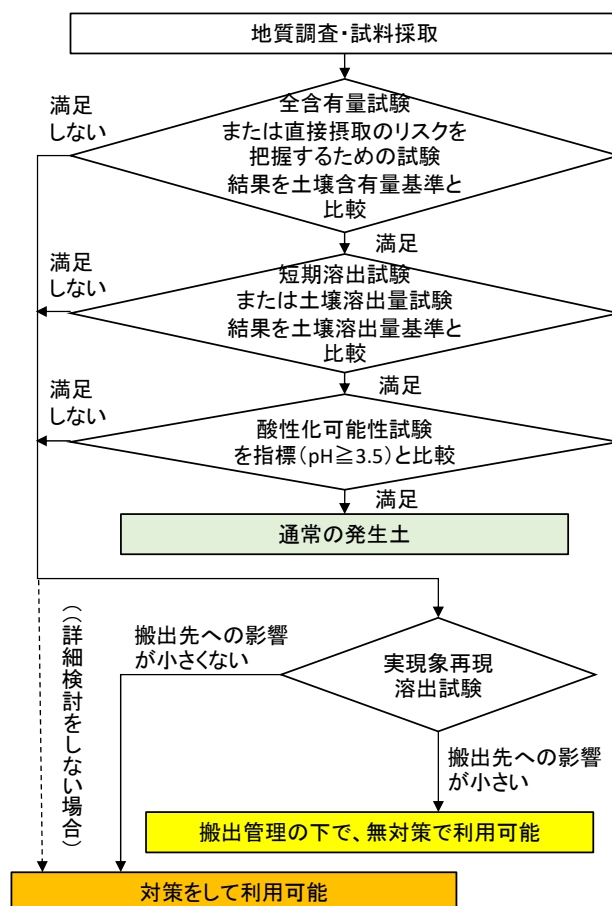 地質調査・試料採取
満足
しない
全含有量試験
または直接摂取のリスクを
把握するための試験
結果を土壌含有量基準と
比較
満足
満足
しない
短期溶出試験
または土壌溶出量試験
結果を土壌溶出量基準と
比較
満足
満足
しない
酸性化可能性試験
を指標(pH≧3.5)と比較
満足
通常の発生土
(（詳細検討をしない場合）
搬出先への影響
が小さくない
実現象再現
溶出試験
搬出先への影響
が小さい
搬出管理の下で、無対策で利用可能
対策をして利用可能